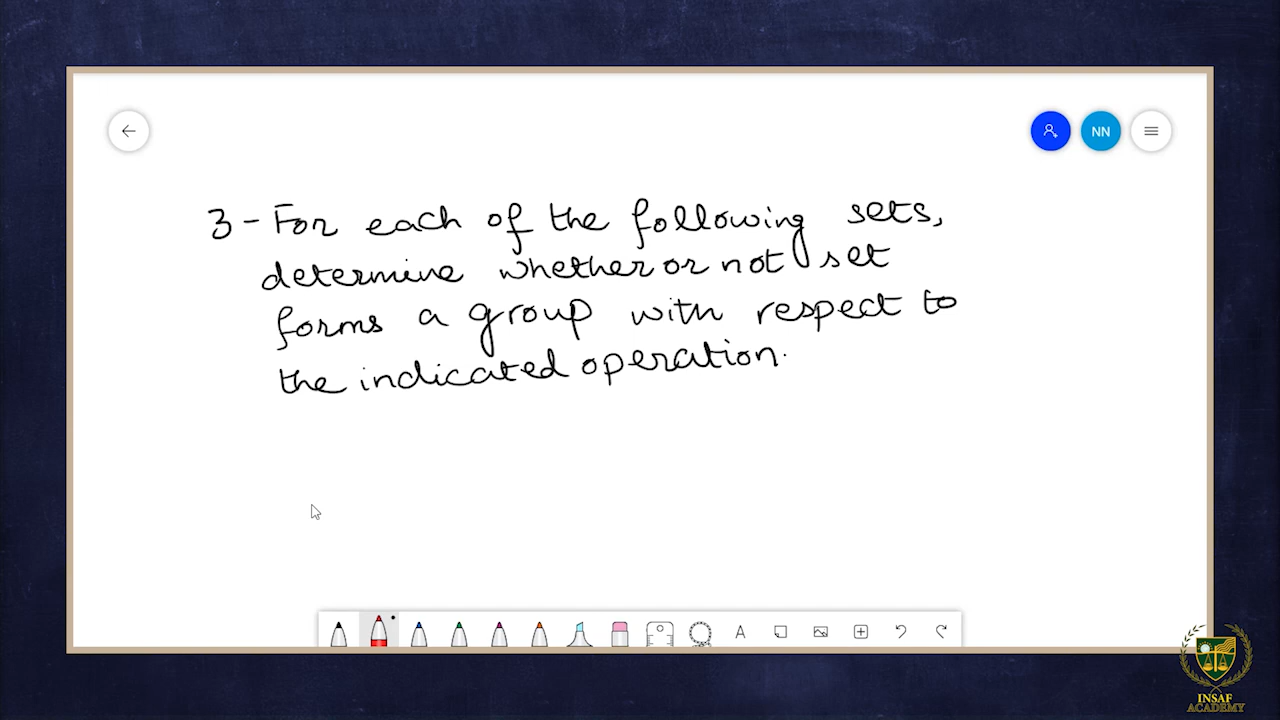 NN
3 - For each of the following sets,
determine whether or not set
forms a group with respect to
the indicated operation.
A
INSAF
ACADEMY